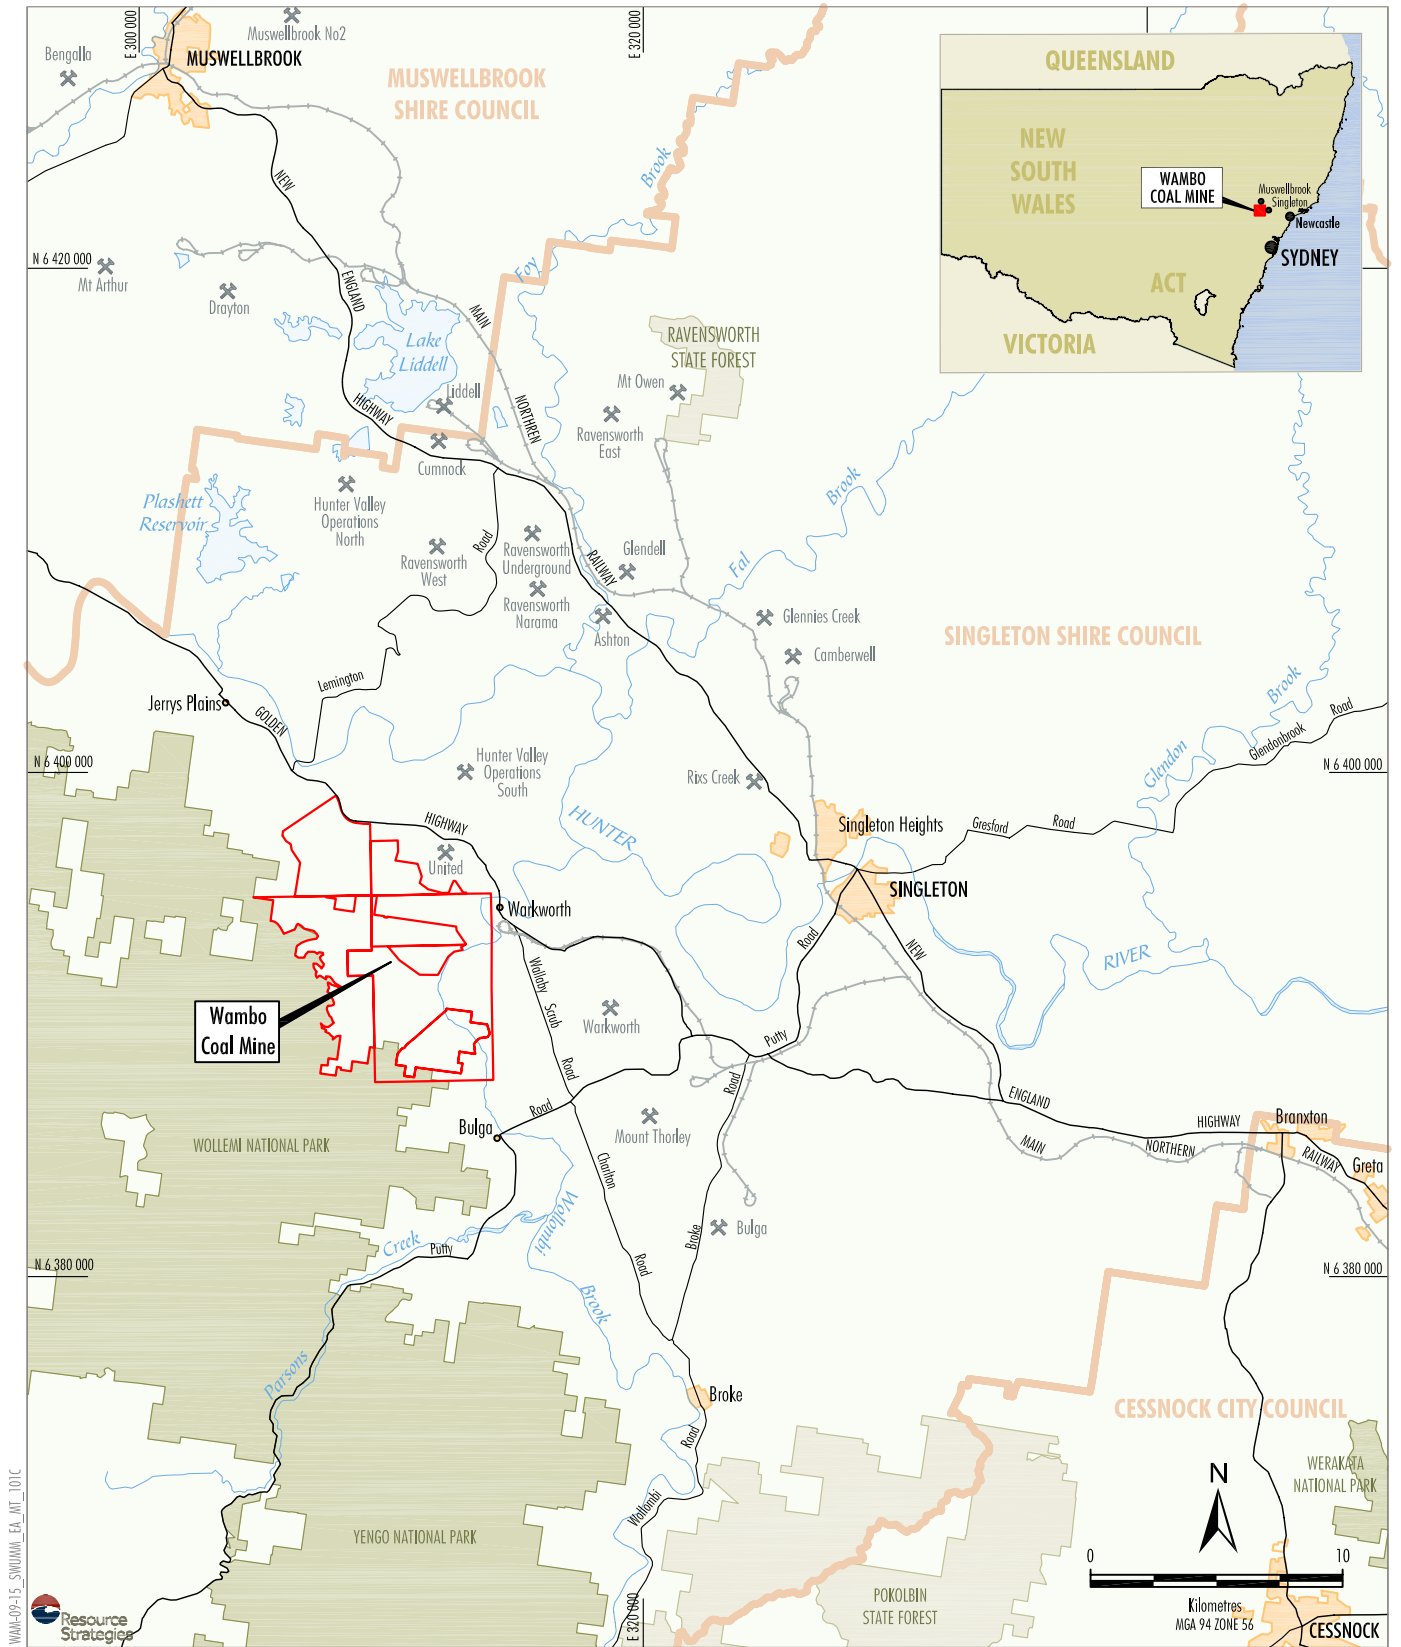 E 300 000
E 320 000
Muswellbrook No2
Bengalla
MUSWELLBROOK
MUSWELLBROOK
SHIRE COUNCIL
QUEENSLAND
NEW
SOUTH
WALES
WAMBO
COAL MINE
Muswellbrook
Singleton
Newcastle
SYDNEY
ACT
VICTORIA
NEW
Brook
N 6 420 000
Mt Arthur
Drayton
ENGLAND
Foy
MAIN
Lake
Liddell
RAVENSWORTH
STATE FOREST
Liddell
HIGHWAY
NORTHREN
Mt Owen
Ravensworth
East
Cumnock
Plashett
Reservoir
Hunter Valley
Operations
North
Brook
Road
Ravensworth
West
Ravensworth
Underground
Glendell
RAILWAY
Fal
Ravensworth
Narama
Ashton
Glennies Creek
SINGLETON SHIRE COUNCIL
Camberwell
Lemington
Brook
Jerrys Plains
GOLDEN
Road
Glendonbrook
Glendon
N 6 400 000
Hunter Valley
Operations
South
Rixs Creek
N 6 400 000
HIGHWAY
HUNTER
Singleton Heights
Gresford
Road
United
SINGLETON
Warkworth
Road
NEW
RIVER
Wallaby
Scrub
Road
Wambo
Coal Mine
Warkworth
Putty
Road
ENGLAND
Road
Bulga
Mount Thorley
HIGHWAY
Branxton
MAIN
NORTHERN
RAILWAY
Greta
WOLLEMI NATIONAL PARK
Charlton
Wollombi
Creek
Putty
Broke
Bulga
Road
N 6 380 000
N 6 380 000
Brook
Parsons
Broke
CESSNOCK CITY COUNCIL
Road
WERAKATA
NATIONAL PARK
N
Wollombi
YENGO NATIONAL PARK
0
10
Kilometres
MGA 94 ZONE 56
POKOLBIN
STATE FOREST
E 320 000
CESSNOCK
WAM-09-15_SWUMM_EA_MT_101C
Resource
Strategies